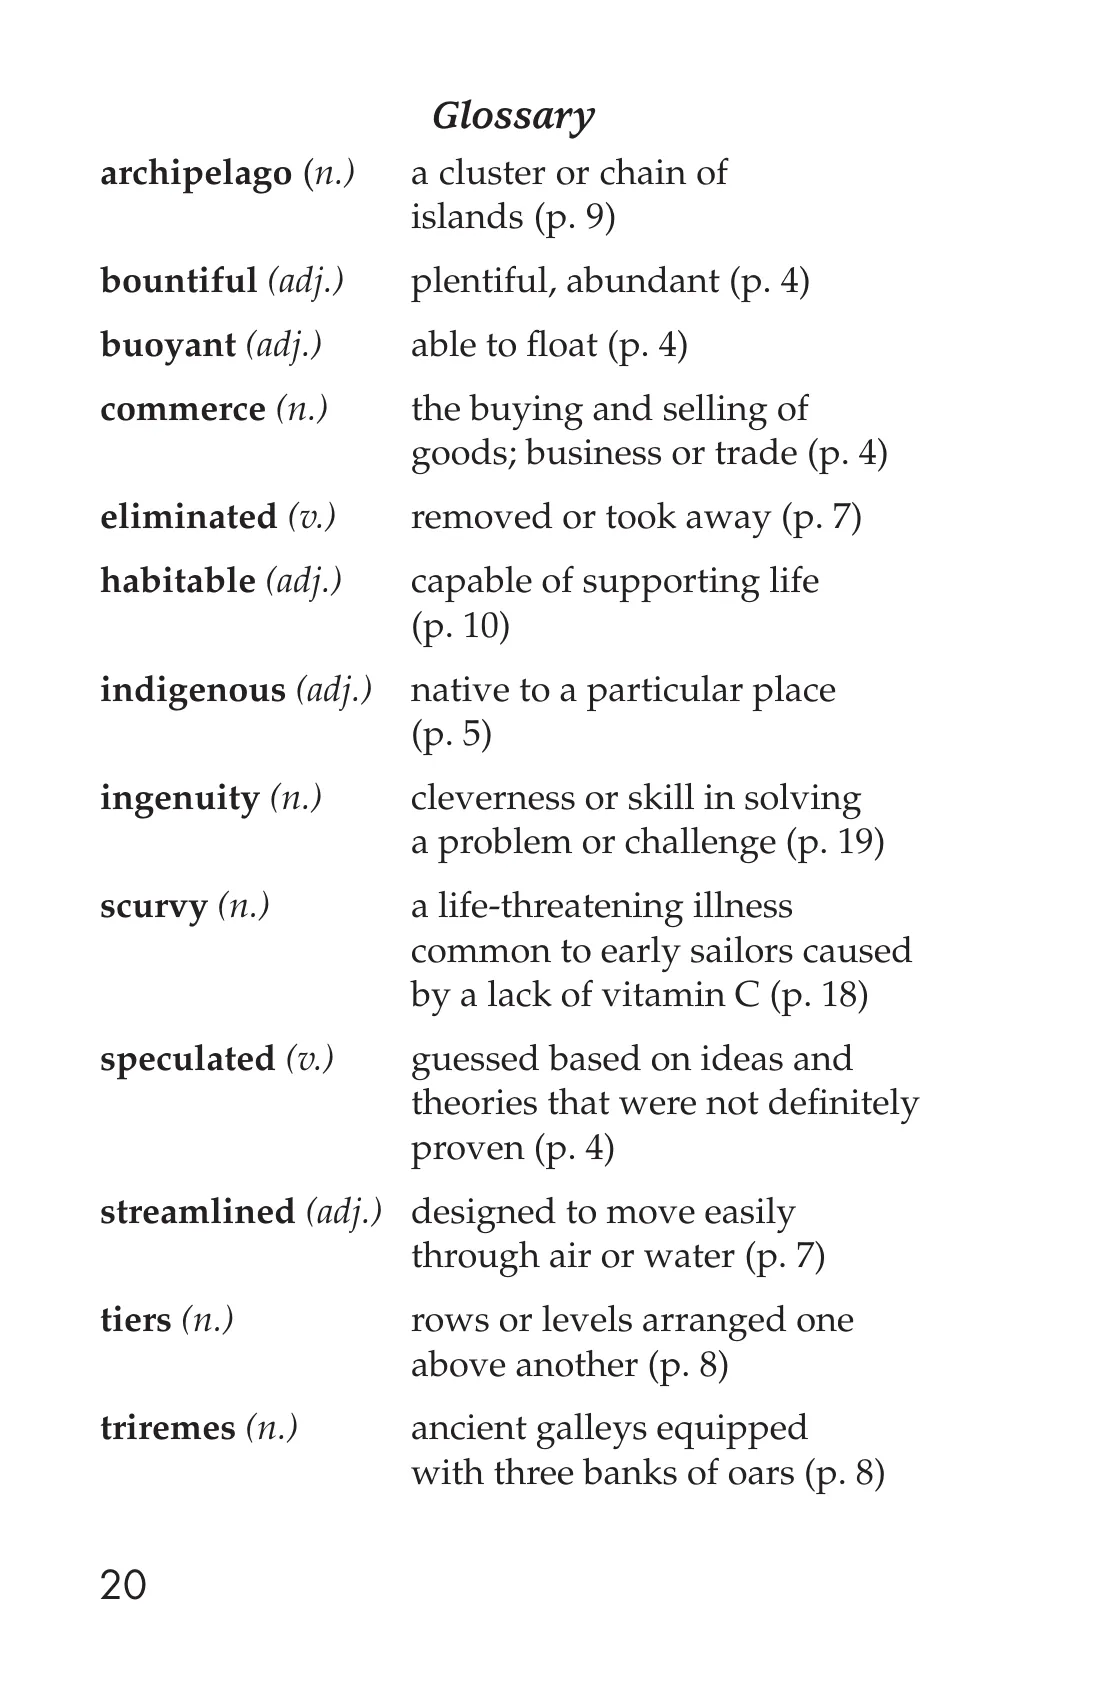 Glossary
archipelago (n.) a cluster or chain of
islands (p. 9)
bountiful (adj.) plentiful, abundant (p. 4)
buoyant (adj.) able to float (p. 4)
commerce (n.) the buying and selling of
goods; business or trade (p. 4)
eliminated (v.) removed or took away (p. 7)
habitable (adj.) capable of supporting life
(p. 10)
indigenous (adj.) native to a particular place
(p. 5)
ingenuity (n.) cleverness or skill in solving
a problem or challenge (p. 19)
scurvy (n.) a life-threatening illness
common to early sailors caused
by a lack of vitamin C (p. 18)
speculated (v.) guessed based on ideas and
theories that were not definitely
proven (p. 4)
streamlined (adj.) designed to move easily
through air or water (p. 7)
tiers (n.) rows or levels arranged one
above another (p. 8)
triremes (n.) ancient galleys equipped
with three banks of oars (p. 8)
20